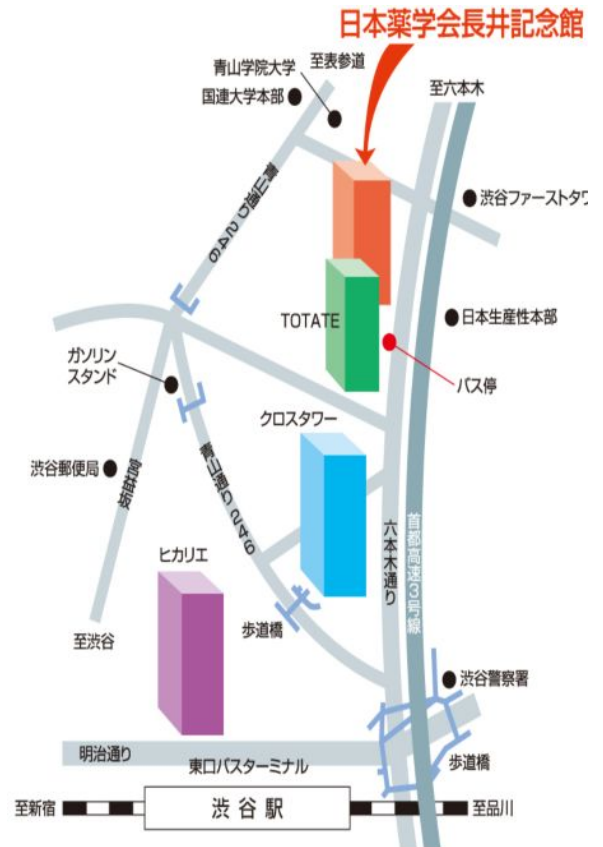 日本薬学会長井記念館
青山学院大学
至表参道
国連大学本部
至六本木
青山通り246
渋谷ファーストタワ
TOTATE
日本生産性本部
ガソリン
スタンド
バス停
クロスタワー
渋谷郵便局
宮益坂
青山通り246
六本木通り
首都高速3号線
ヒカリエ
至渋谷
歩道橋
渋谷警察署
明治通り
東口バスターミナル
歩道橋
至新宿
渋谷駅
至品川